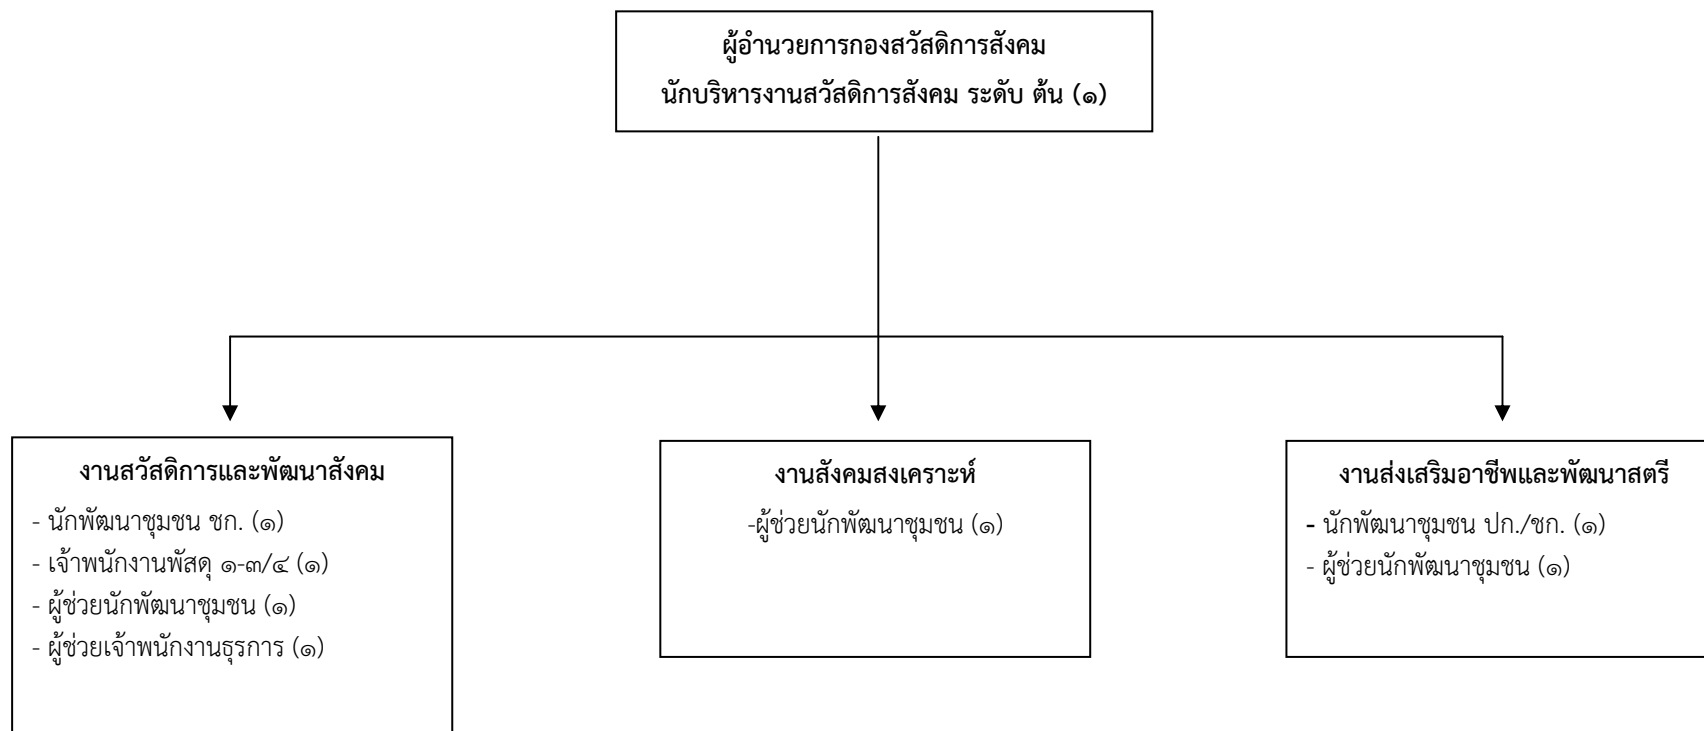 ผู้อำนวยการกองสวัสดิการสังคม
นักบริหารงานสวัสดิการสังคม ระดับ ต้น (๑)
งานสวัสดิการและพัฒนาสังคม
- นักพัฒนาชุมชน ชก. (๑)
- เจ้าพนักงานพัสดุ ๑-๓/๔ (๑)
- ผู้ช่วยนักพัฒนาชุมชน (๑)
- ผู้ช่วยเจ้าพนักงานธุรการ (๑)
งานสังคมสงเคราะห์
-ผู้ช่วยนักพัฒนาชุมชน (๑)
งานส่งเสริมอาชีพและพัฒนาสตรี
- นักพัฒนาชุมชน ปก./ชก. (๑)
- ผู้ช่วยนักพัฒนาชุมชน (๑)